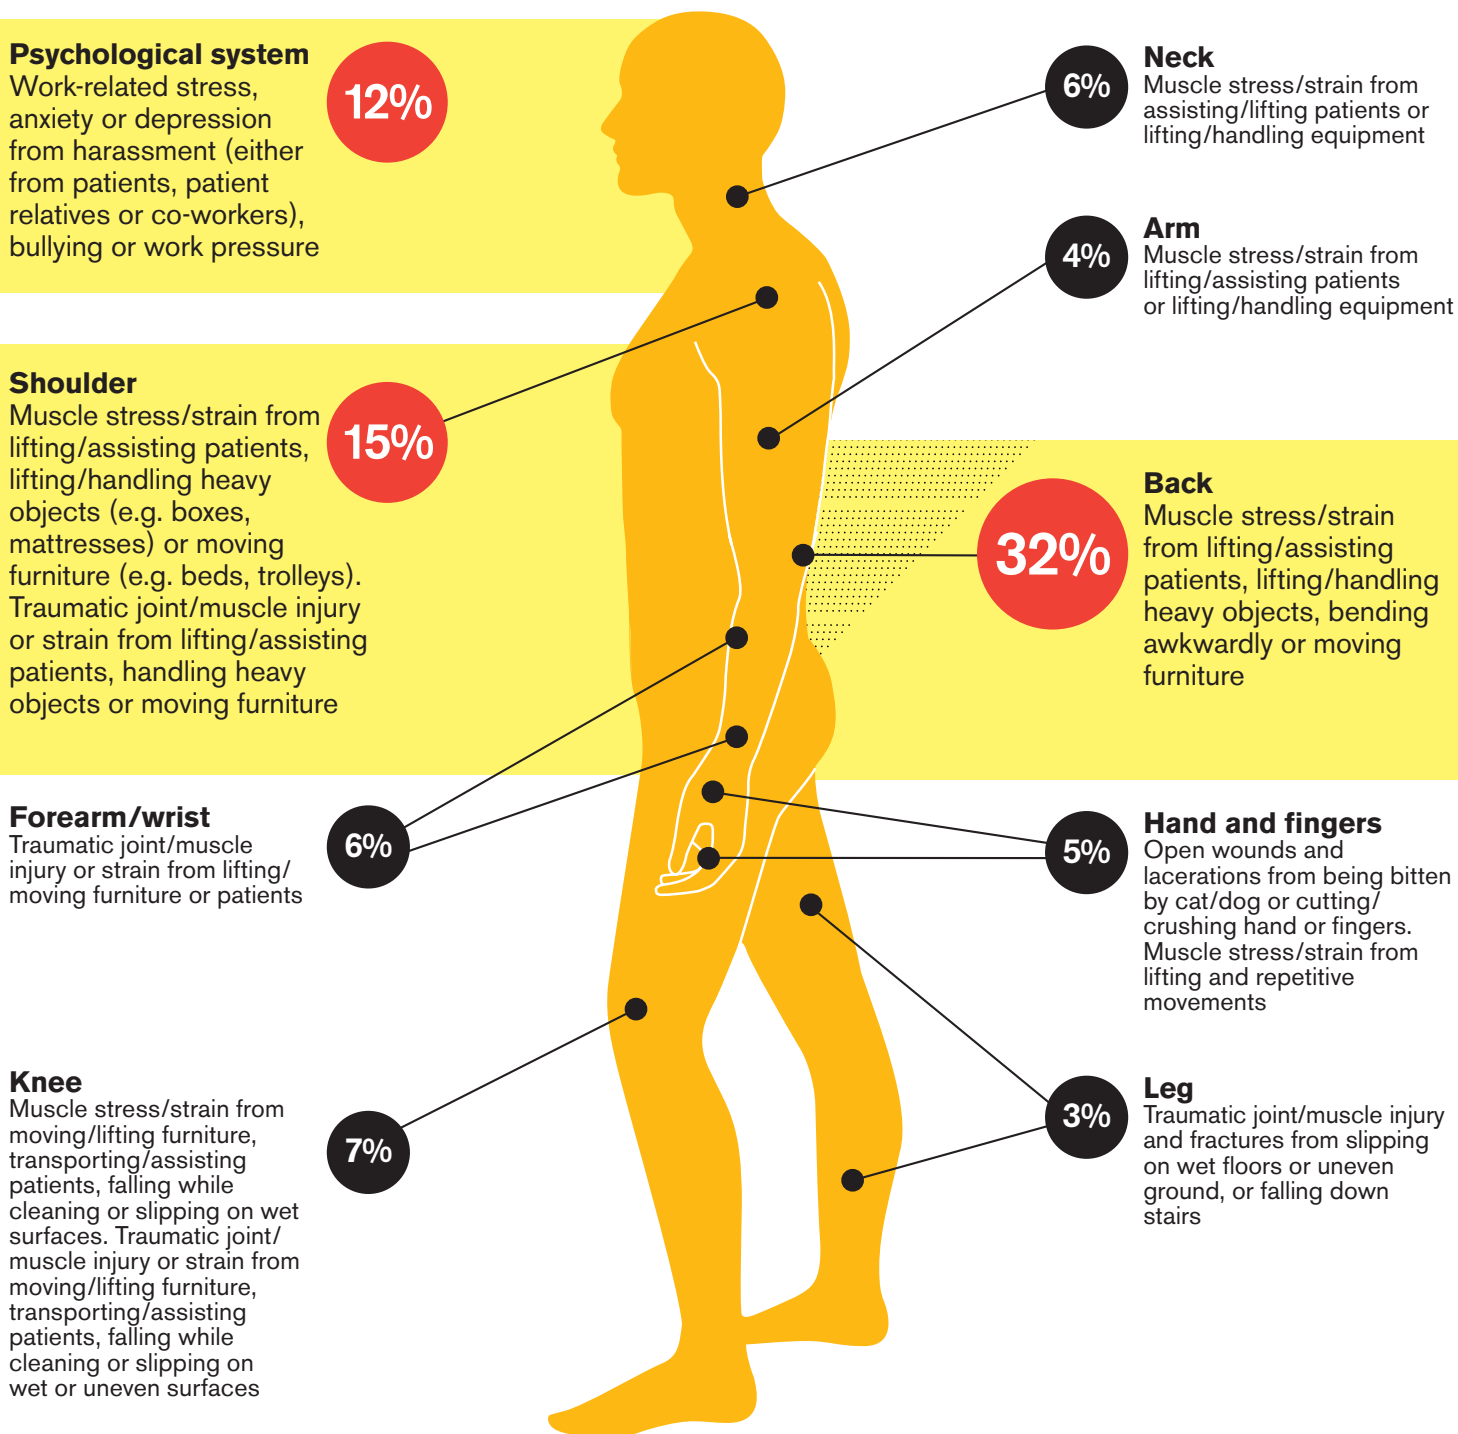 Psychological system
Work-related stress,
anxiety or depression
from harassment (either
from patients, patient
relatives or co-workers),
bullying or work pressure
12%
Shoulder
Muscle stress/strain from
lifting/assisting patients,
lifting/handling heavy
objects (e.g. boxes,
mattresses) or moving
furniture (e.g. beds, trolleys).
Traumatic joint/muscle injury
or strain from lifting/assisting
patients, handling heavy
objects or moving furniture
15%
Forearm/wrist
Traumatic joint/muscle
injury or strain from lifting/
moving furniture or patients
6%
Knee
Muscle stress/strain from
moving/lifting furniture,
transporting/assisting
patients, falling while
cleaning or slipping on wet
surfaces. Traumatic joint/
muscle injury or strain from
moving/lifting furniture,
transporting/assisting
patients, falling while
cleaning or slipping on
wet or uneven surfaces
7%
6%
Neck
Muscle stress/strain from
assisting/lifting patients or
lifting/handling equipment
4%
Arm
Muscle stress/strain from
lifting/assisting patients
or lifting/handling equipment
32%
Back
Muscle stress/strain
from lifting/assisting
patients, lifting/handling
heavy objects, bending
awkwardly or moving
furniture
5%
Hand and fingers
Open wounds and
lacerations from being bitten
by cat/dog or cutting/
crushing hand or fingers.
Muscle stress/strain from
lifting and repetitive
movements
3%
Leg
Traumatic joint/muscle injury
and fractures from slipping
on wet floors or uneven
ground, or falling down
stairs